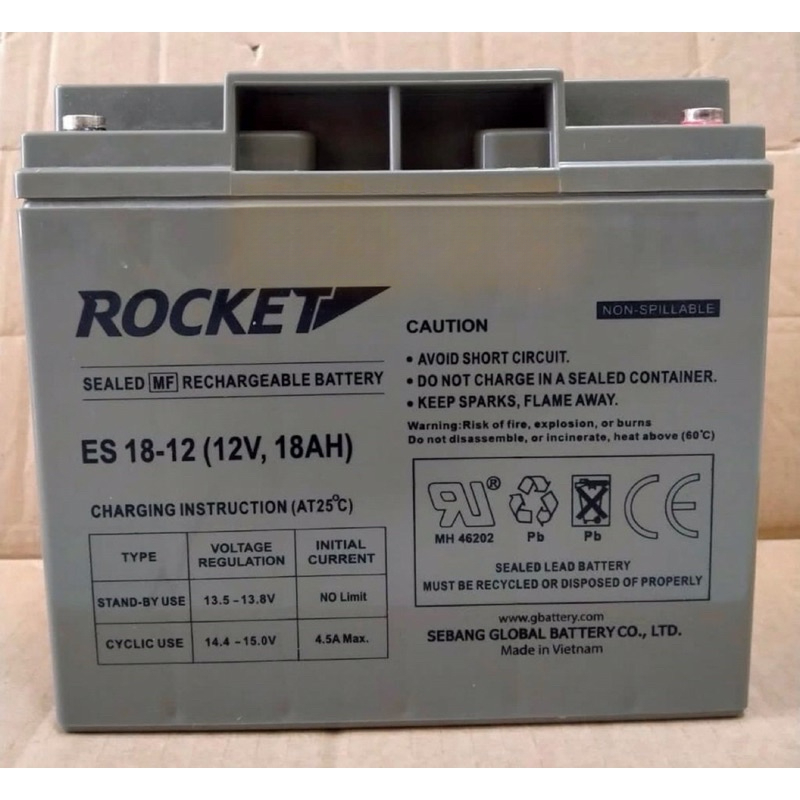 ROCKET
SEALED MF RECHARGEABLE BATTERY
ES 18-12 (12V, 18AH)
CHARGING INSTRUCTION (AT25℃)
TYPE VOLTAGE REGULATION INITIAL CURRENT
STAND-BY USE 13.5-13.8V NO Limit
CYCLIC USE 14.4-15.0V 4.5A Max.
NON-SPILLABLE
CAUTION
• AVOID SHORT CIRCUIT.
• DO NOT CHARGE IN A SEALED CONTAINER.
• KEEP SPARKS, FLAME AWAY.
Warning:Risk of fire, explosion, or burns
Do not disassemble, or incinerate, heat above (60℃)
RU® CE
MH 46202 Pb Pb
SEALED LEAD BATTERY
MUST BE RECYCLED OR DISPOSED OF PROPERLY
www.gbattery.com
SEBANG GLOBAL BATTERY CO., LTD.
Made in Vietnam